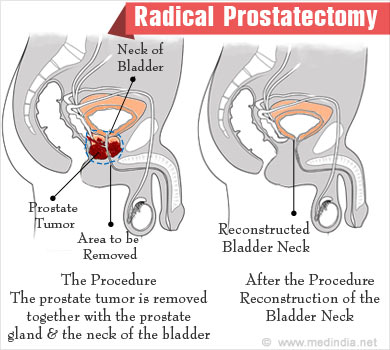 Radical Prostatectomy
Neck of
Bladder
Prostate
Tumor
Area to be
Removed
Reconstructed
Bladder Neck
The Procedure
The prostate tumor is removed
together with the prostate
gland & the neck of the bladder
After the Procedure
Reconstruction of the
Bladder Neck
© www.medindia.net